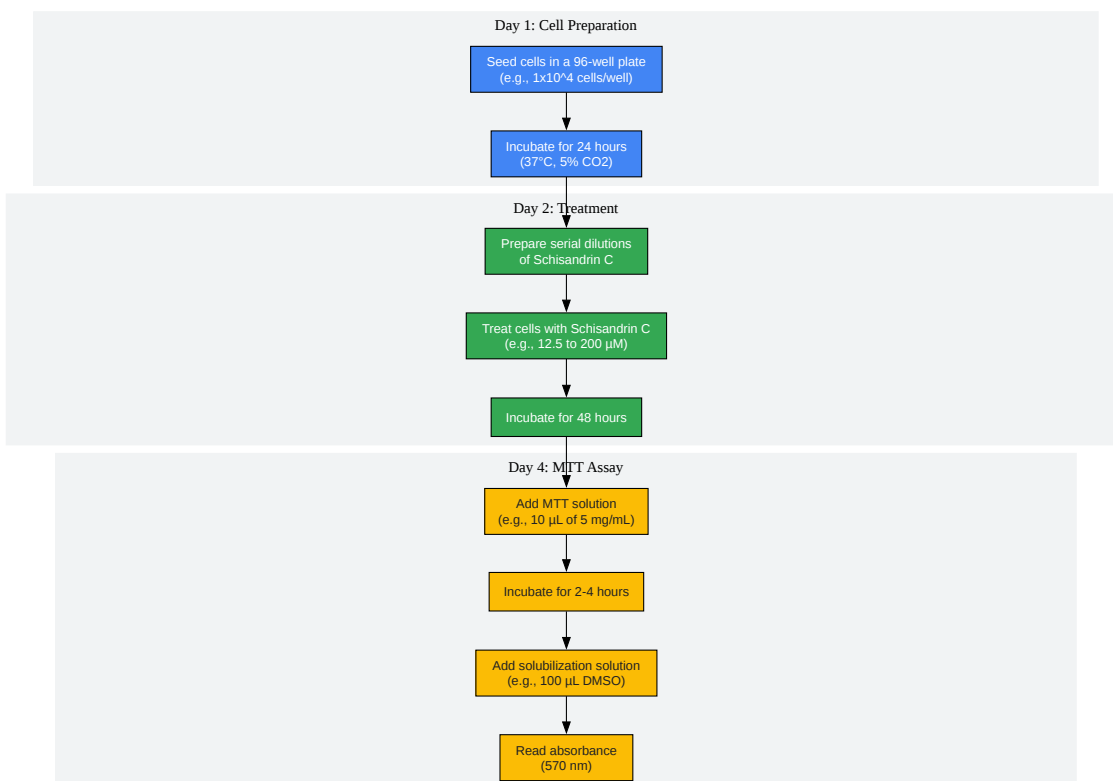 Day 1: Cell Preparation
Seed cells in a 96-well plate
(e.g., 1x10^4 cells/well)
Incubate for 24 hours
(37°C, 5% CO2)
Day 2: Treatment
Prepare serial dilutions
of Schisandrin C
Treat cells with Schisandrin C
(e.g., 12.5 to 200 µM)
Incubate for 48 hours
Day 4: MTT Assay
Add MTT solution
(e.g., 10 µL of 5 mg/mL)
Incubate for 2-4 hours
Add solubilization solution
(e.g., 100 µL DMSO)
Read absorbance
(570 nm)